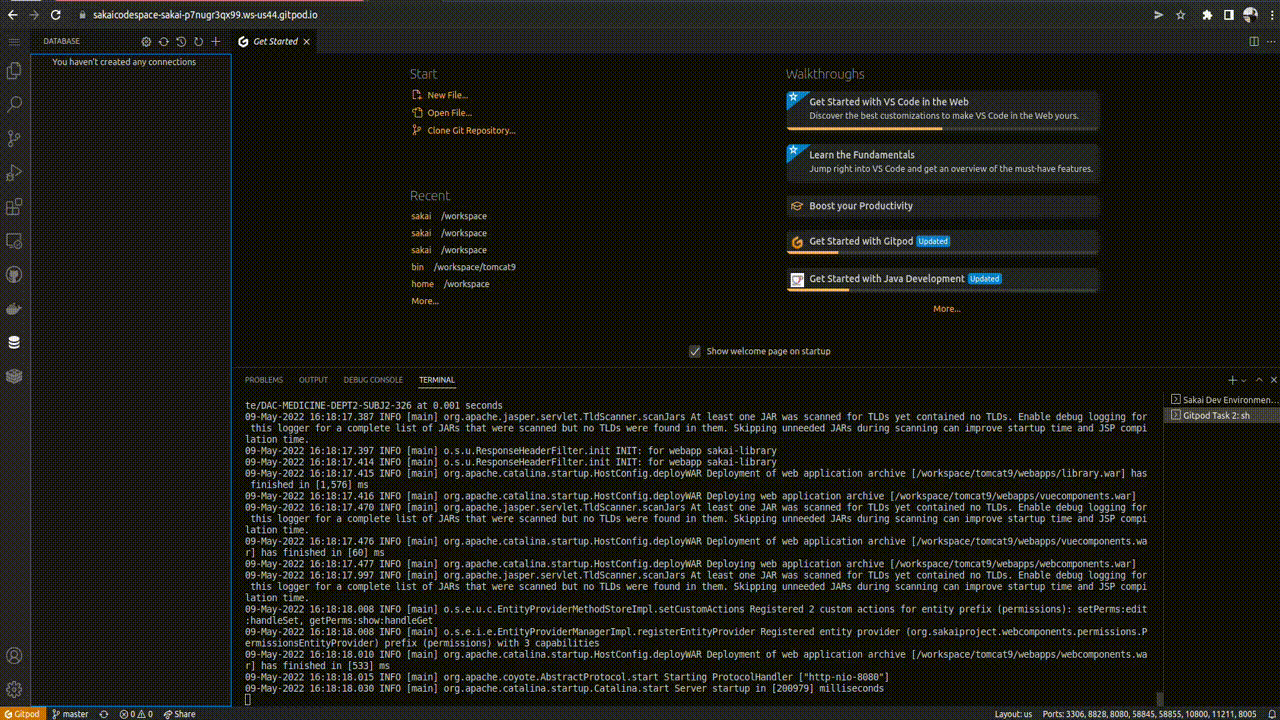 sakaicodespace-sakai-p7nugr3qx99.ws-us44.gitpod.io
DATABASE
Get Started
You haven't created any connections
Start
New File...
Open File...
Clone Git Repository...
Recent
sakai /workspace
sakai /workspace
sakai /workspace
bin /workspace/tomcat9
home /workspace
More...
Walkthroughs
Get Started with VS Code in the Web
Discover the best customizations to make VS Code in the Web yours.
Learn the Fundamentals
Jump right into VS Code and get an overview of the must-have features.
Boost your Productivity
Get Started with Gitpod Updated
Get Started with Java Development Updated
More...
Show welcome page on startup
PROBLEMS OUTPUT DEBUG CONSOLE TERMINAL
te/DAC-MEDICINE-DEPT2-SUBJ2-326 at 0.001 seconds
09-May-2022 16:18:17.387 INFO [main] org.apache.jasper.servlet.TldScanner.scanJars At least one JAR was scanned for TLDs yet contained no TLDs. Enable debug logging for
this logger for a complete list of JARs that were scanned but no TLDs were found in them. Skipping unneeded JARs during scanning can improve startup time and JSP compi
lation time.
09-May-2022 16:18:17.397 INFO [main] o.s.u.ResponseHeaderFilter.init INIT: for webapp sakai-library
09-May-2022 16:18:17.414 INFO [main] o.s.u.ResponseHeaderFilter.init INIT: for webapp sakai-library
09-May-2022 16:18:17.415 INFO [main] org.apache.catalina.startup.HostConfig.deployWAR Deployment of web application archive [/workspace/tomcat9/webapps/library.war] has
finished in [1,576] ms
09-May-2022 16:18:17.416 INFO [main] org.apache.catalina.startup.HostConfig.deployWAR Deploying web application archive [/workspace/tomcat9/webapps/vuecomponents.war]
09-May-2022 16:18:17.470 INFO [main] org.apache.jasper.servlet.TldScanner.scanJars At least one JAR was scanned for TLDs yet contained no TLDs. Enable debug logging for
this logger for a complete list of JARs that were scanned but no TLDs were found in them. Skipping unneeded JARs during scanning can improve startup time and JSP compi
lation time.
09-May-2022 16:18:17.476 INFO [main] org.apache.catalina.startup.HostConfig.deployWAR Deployment of web application archive [/workspace/tomcat9/webapps/vuecomponents.wa
r] has finished in [60] ms
09-May-2022 16:18:17.477 INFO [main] org.apache.catalina.startup.HostConfig.deployWAR Deploying web application archive [/workspace/tomcat9/webapps/webcomponents.war]
09-May-2022 16:18:17.997 INFO [main] org.apache.jasper.servlet.TldScanner.scanJars At least one JAR was scanned for TLDs yet contained no TLDs. Enable debug logging for
this logger for a complete list of JARs that were scanned but no TLDs were found in them. Skipping unneeded JARs during scanning can improve startup time and JSP compi
lation time.
09-May-2022 16:18:18.008 INFO [main] o.s.e.u.c.EntityProviderMethodStoreImpl.setCustomActions Registered 2 custom actions for entity prefix (permissions): setPerms:edit
:handleSet, getPerms:show:handleGet
09-May-2022 16:18:18.008 INFO [main] o.s.e.i.e.EntityProviderManagerImpl.registerEntityProvider Registered entity provider (org.sakaiproject.webcomponents.permissions.P
ermissionsEntityProvider) prefix (permissions) with 3 capabilities
09-May-2022 16:18:18.010 INFO [main] org.apache.catalina.startup.HostConfig.deployWAR Deployment of web application archive [/workspace/tomcat9/webapps/webcomponents.wa
r] has finished in [533] ms
09-May-2022 16:18:18.015 INFO [main] org.apache.coyote.AbstractProtocol.start Starting ProtocolHandler ["http-nio-8080"]
09-May-2022 16:18:18.030 INFO [main] org.apache.catalina.startup.Catalina.start Server startup in [200979] milliseconds
Sakai Dev Environmen...
Gitpod Task 2: sh
Gitpod master 0 0 Share
Layout: us Ports: 3306, 8828, 8080, 58845, 58855, 10800, 11211, 8005